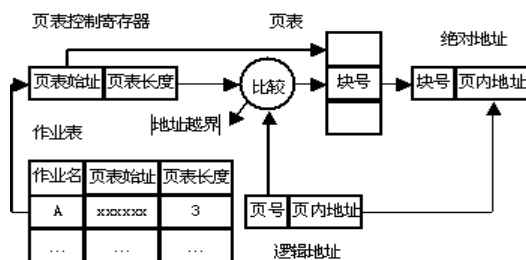 页表控制寄存器
页表
绝对地址
页表始址 页表长度
比较
块号
块号 页内地址
地址越界
作业表
作业名 页表始址 页表长度
A xxxxxx 3
... ... ...
页号 页内地址
逻辑地址